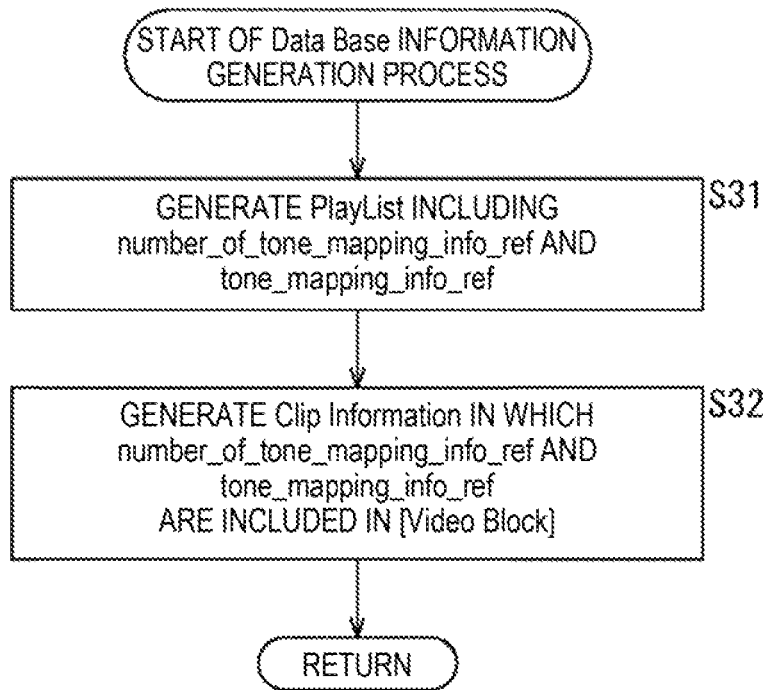 START OF Data Base INFORMATION
GENERATION PROCESS
GENERATE PlayList INCLUDING
number_of_tone_mapping_info_ref AND
tone_mapping_info_ref
S31
GENERATE Clip Information IN WHICH
number_of_tone_mapping_info_ref AND
tone_mapping_info_ref
ARE INCLUDED IN [Video Block]
S32
RETURN